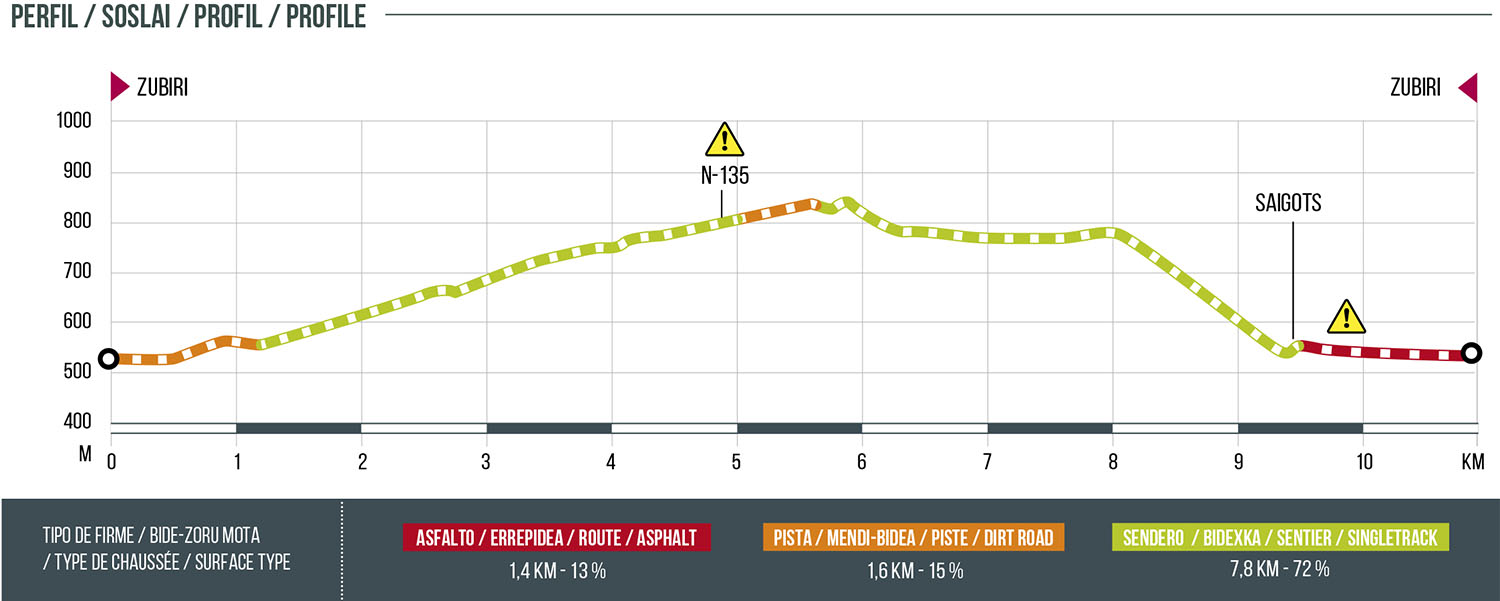 PERFIL / SOSLAI / PROFIL / PROFILE
ZUBIRI
ZUBIRI
1000
900
800
700
600
500
400
M
N-135
SAIGOTS
0 1 2 3 4 5 6 7 8 9 10 KM
TIPO DE FIRME / BIDE-ZORU MOTA
/ TYPE DE CHAUSSÉE / SURFACE TYPE
ASFALTO / ERREPIDEA / ROUTE / ASPHALT
1,4 KM - 13 %
PISTA / MENDI-BIDEA / PISTE / DIRT ROAD
1,6 KM - 15 %
SENDERO / BIDEXKA / SENTIER / SINGLETRACK
7,8 KM - 72 %